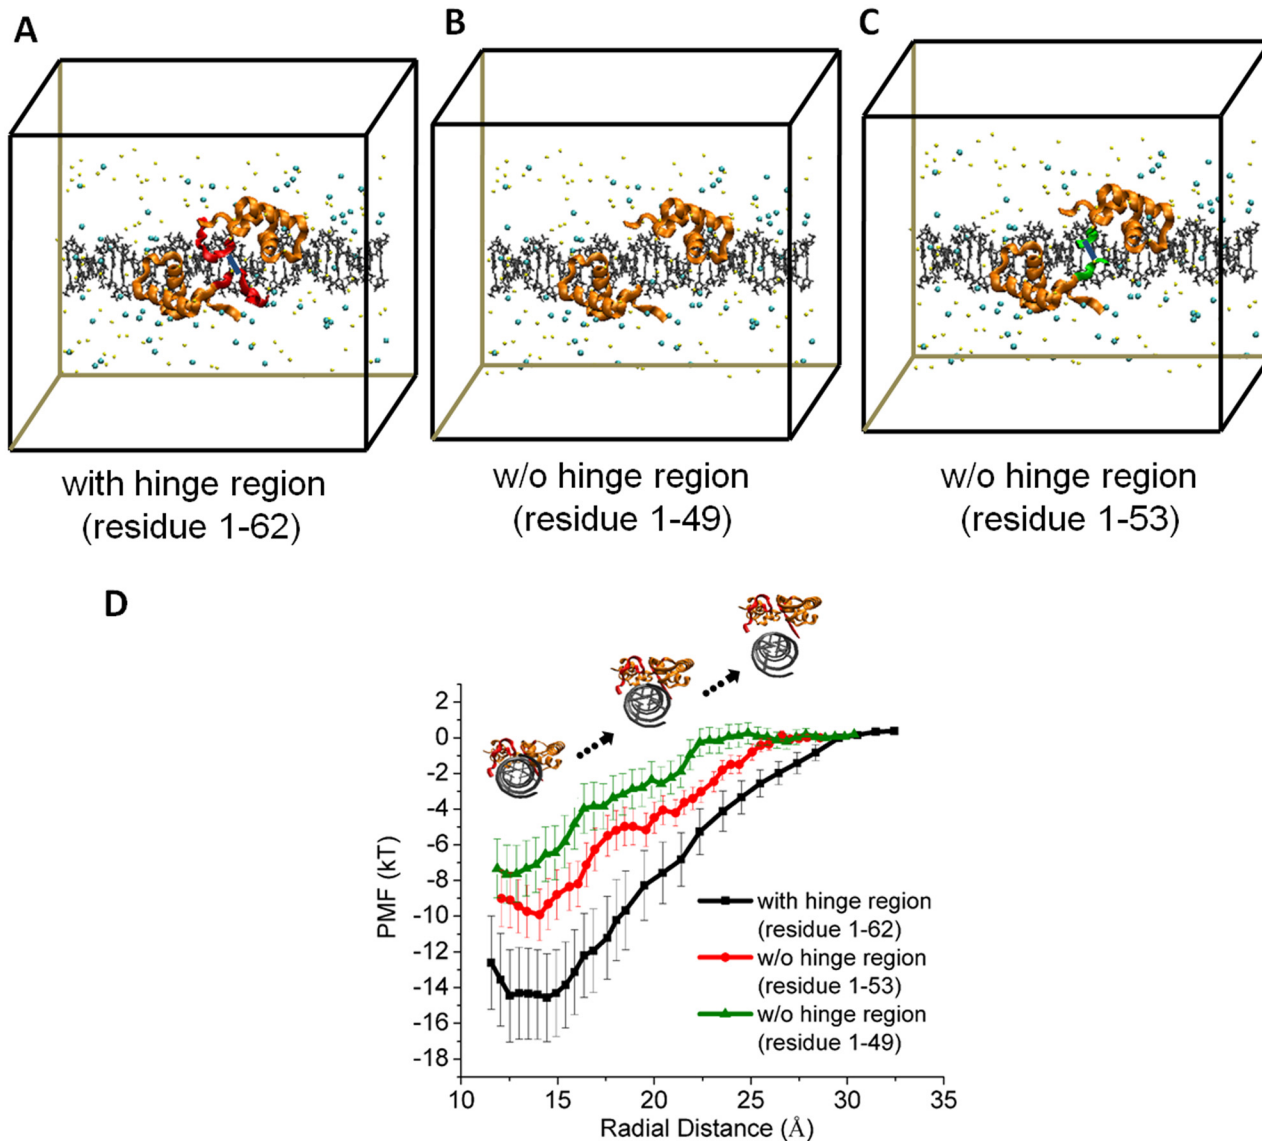 A
B
C
with hinge region
(residue 1-62)
w/o hinge region
(residue 1-49)
w/o hinge region
(residue 1-53)
D
2
0
-2
-4
-6
-8
-10
-12
-14
-16
-18
PMF (kT)
with hinge region
(residue 1-62)
w/o hinge region
(residue 1-53)
w/o hinge region
(residue 1-49)
10 15 20 25 30 35
Radial Distance (Å)